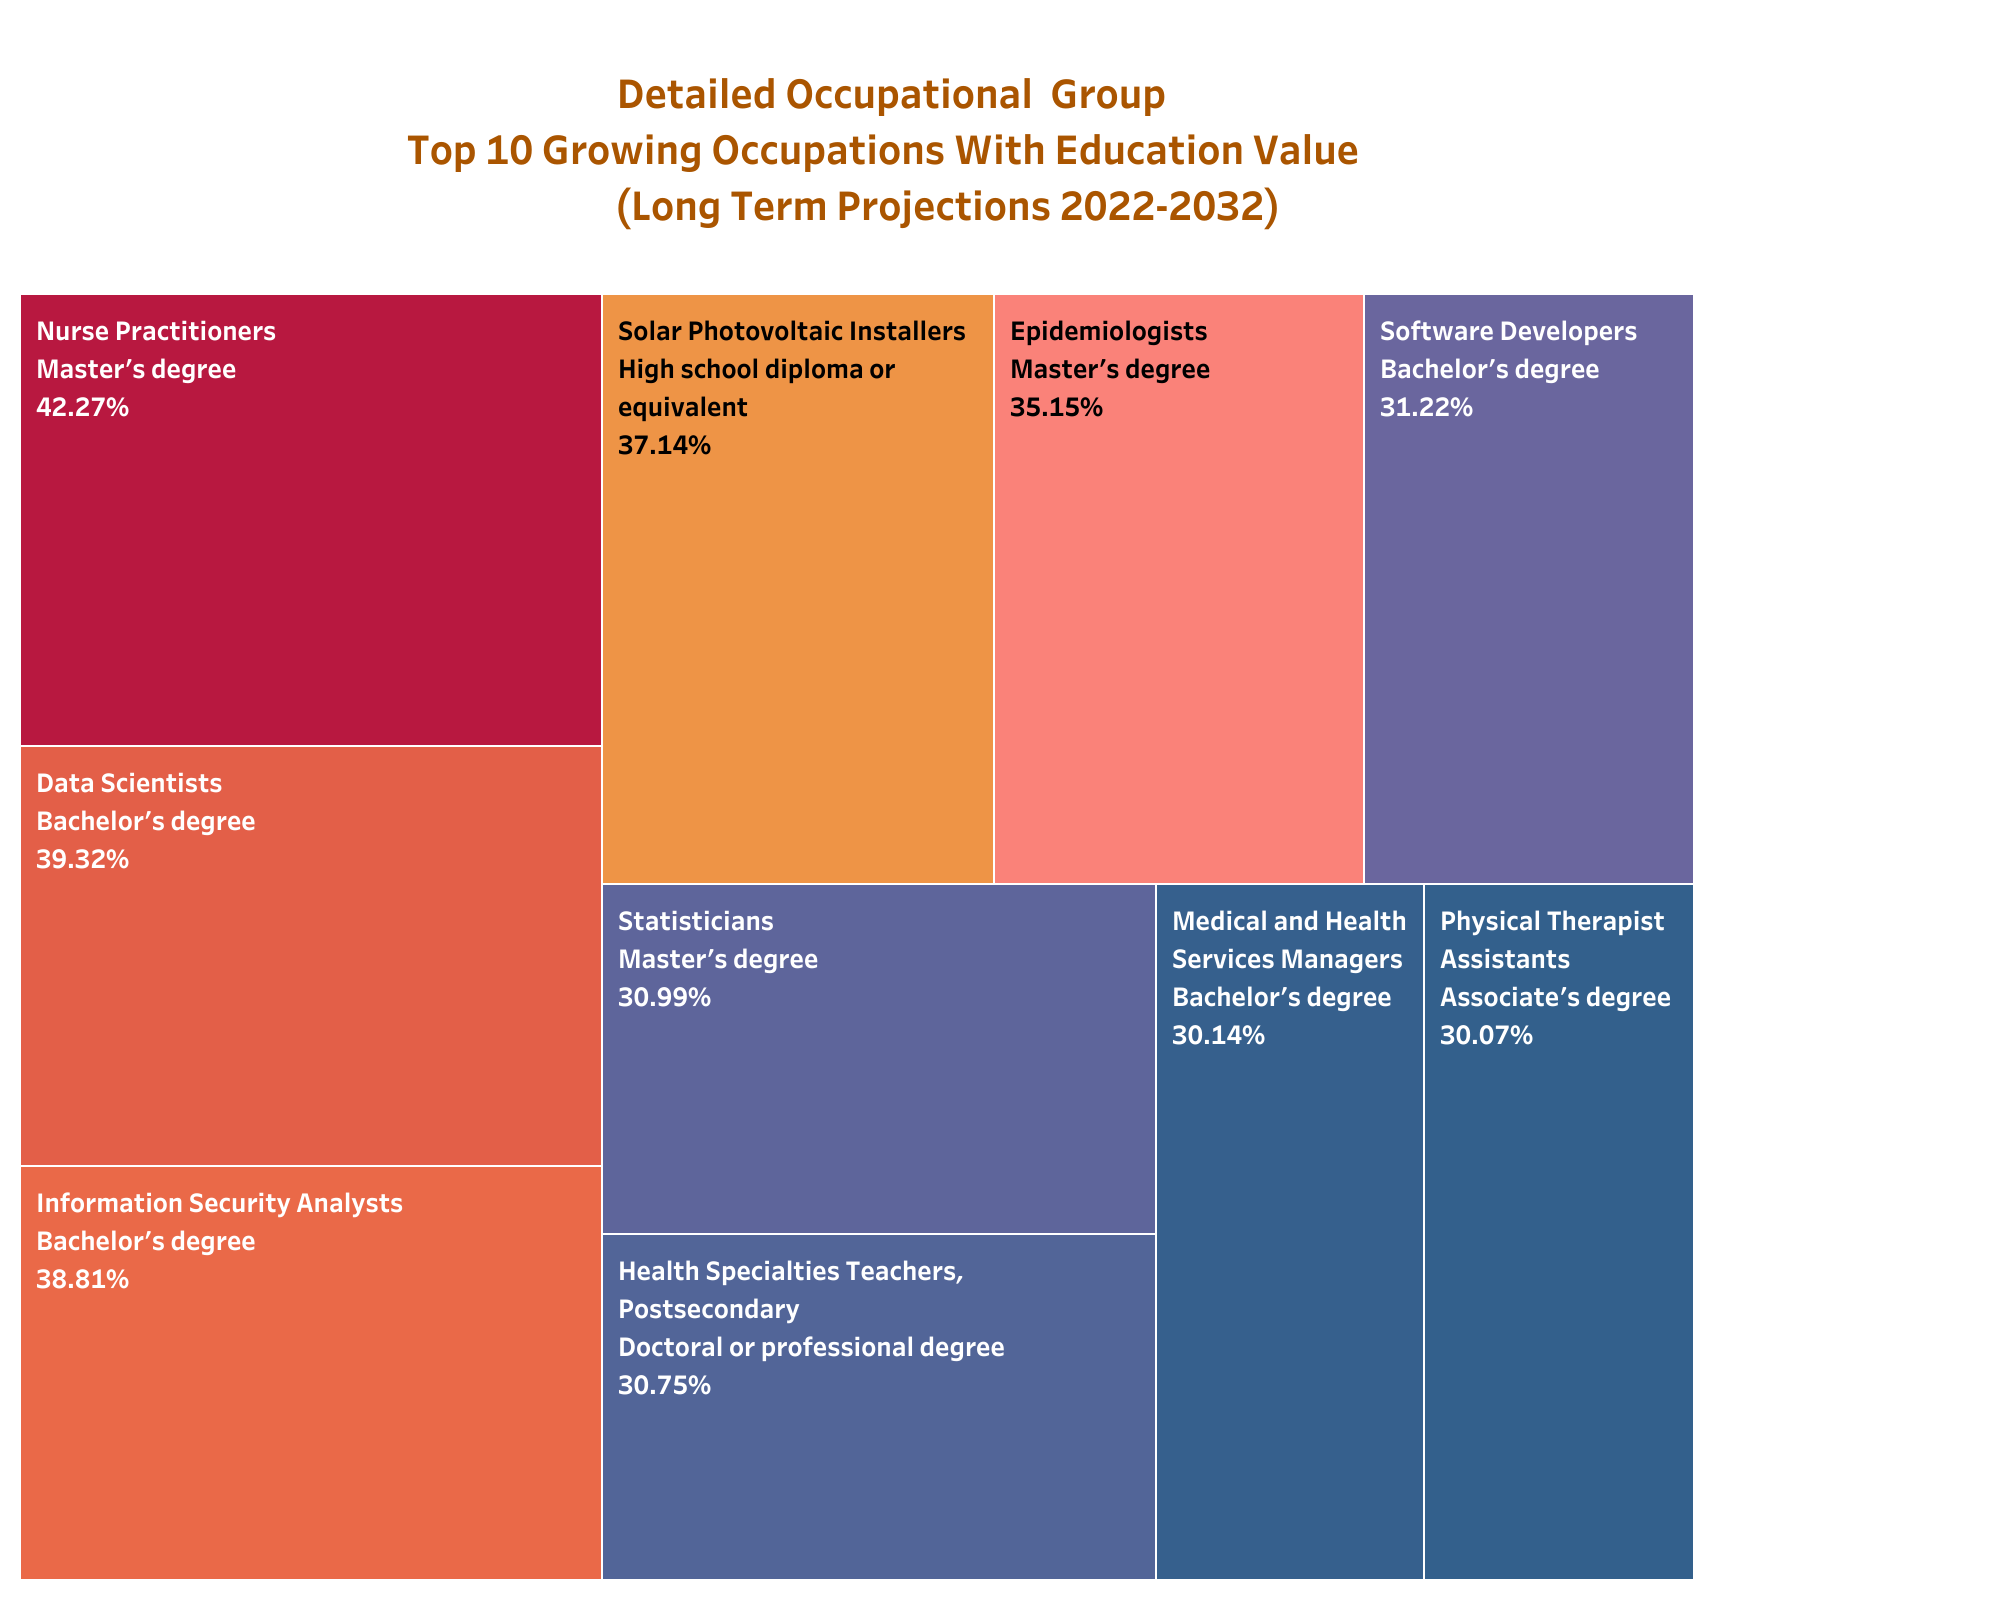 Detailed Occupational Group
Top 10 Growing Occupations With Education Value
(Long Term Projections 2022-2032)
Nurse Practitioners
Master's degree
42.27%
Data Scientists
Bachelor's degree
39.32%
Information Security Analysts
Bachelor's degree
38.81%
Solar Photovoltaic Installers
High school diploma or
equivalent
37.14%
Epidemiologists
Master's degree
35.15%
Software Developers
Bachelor's degree
31.22%
Statisticians
Master's degree
30.99%
Health Specialties Teachers,
Postsecondary
Doctoral or professional degree
30.75%
Medical and Health
Services Managers
Bachelor's degree
30.14%
Physical Therapist
Assistants
Associate's degree
30.07%